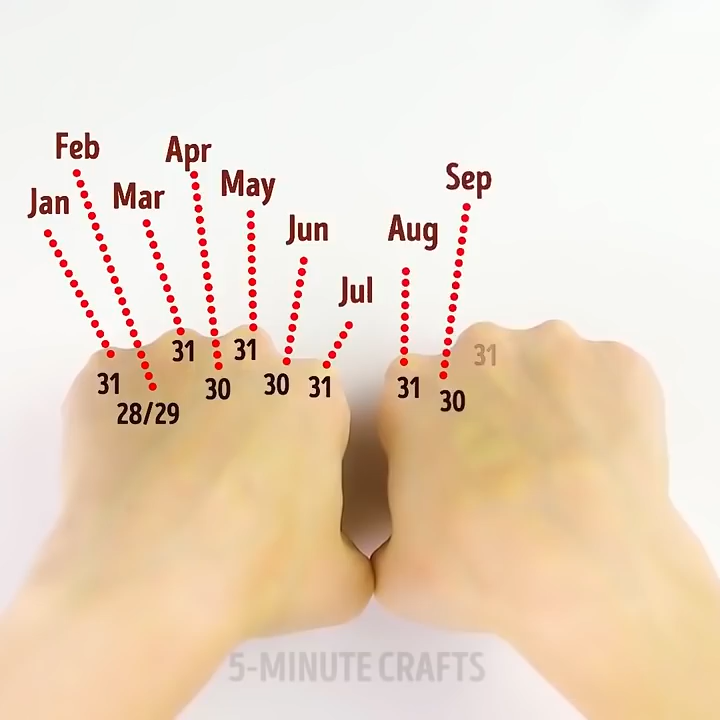 Jan
Feb
Mar
Apr
May
Jun
Jul
Aug
Sep
31
28/29
31
30
31
30
31
31
30
31
5-MINUTE CRAFTS